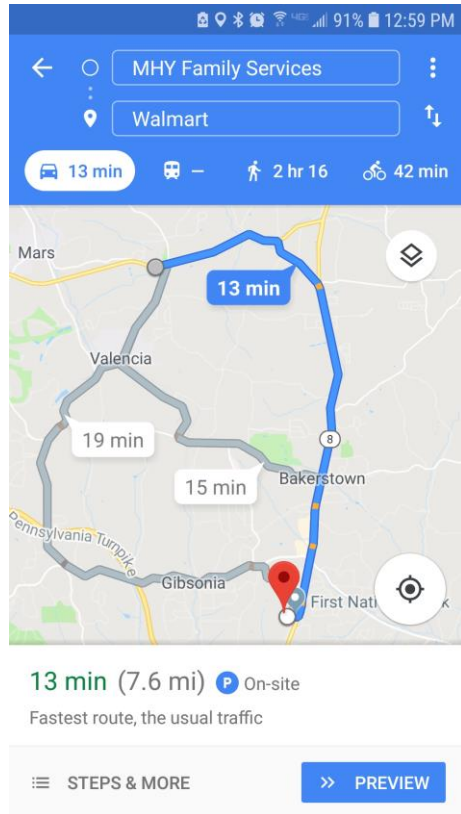 91% 12:59 PM
MHY Family Services
Walmart
13 min – 2 hr 16 42 min
Mars
13 min
Valencia
19 min
8
15 min
Bakerstown
Pennsylvania Turnpike
Gibsonia
First Nati k
13 min (7.6 mi) P On-site
Fastest route, the usual traffic
STEPS & MORE
PREVIEW